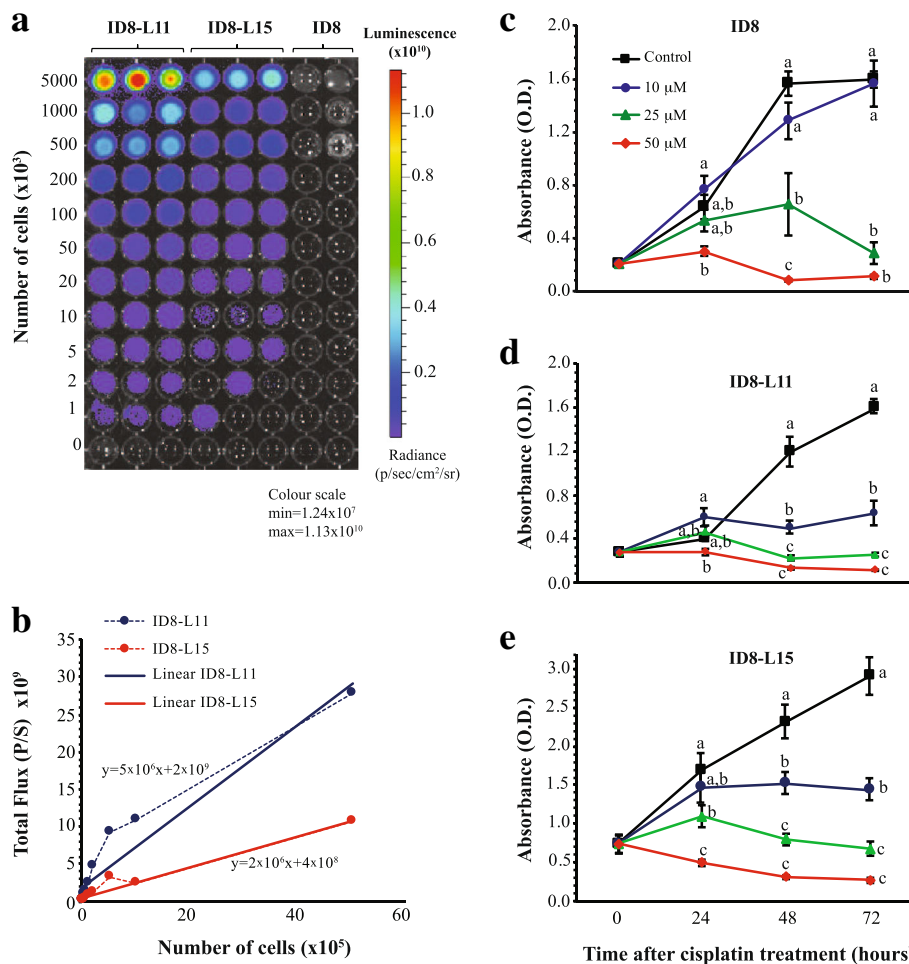 a
ID8-L11 ID8-L15 ID8
Luminescence
(x10¹⁰)
Number of cells (x10³)
5000
1000
500
200
100
50
20
10
5
2
1
0
1.0
0.8
0.6
0.4
0.2
Radiance
(p/sec/cm²/sr)
Colour scale
min=1.24x10⁷
max=1.13x10¹⁰
b
Total Flux (P/S) x10⁹
35
30
25
20
15
10
5
0
ID8-L11
ID8-L15
Linear ID8-L11
Linear ID8-L15
y=5x10⁶x+2x10⁹
y=2x10⁶x+4x10⁸
0 20 40 60
Number of cells (x10⁵)
c
ID8
Absorbance (O.D.)
2.0
1.6
1.2
0.8
0.4
0.0
Control
10 µM
25 µM
50 µM
a a
a a
a
a,b b
a,b b
b c b
d
ID8-L11
Absorbance (O.D.)
2.0
1.6
1.2
0.8
0.4
0.0
a
a
a b b
a,b a,b c c
b c c
e
ID8-L15
Absorbance (O.D.)
3.0
2.5
2.0
1.5
1.0
0.5
0.0
a
a
a b
a,b b
b c c
c c c
0 24 48 72
Time after cisplatin treatment (hours